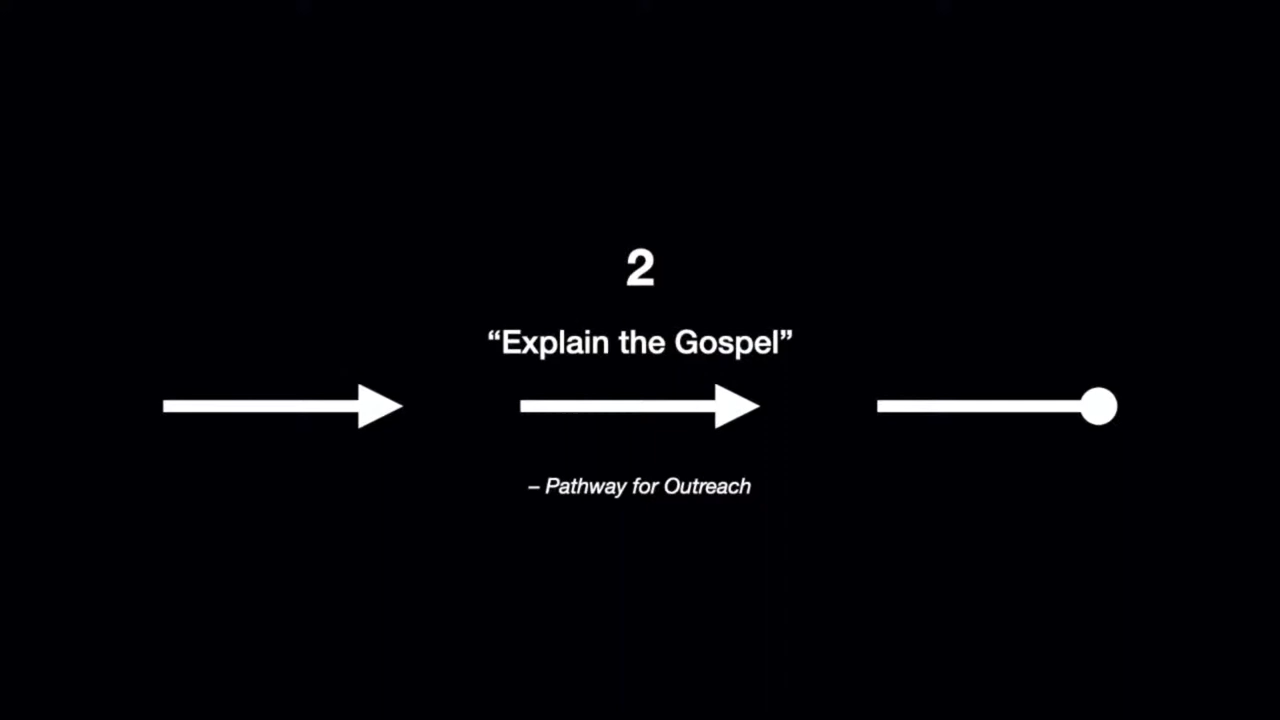 2
“Explain the Gospel”
– Pathway for Outreach